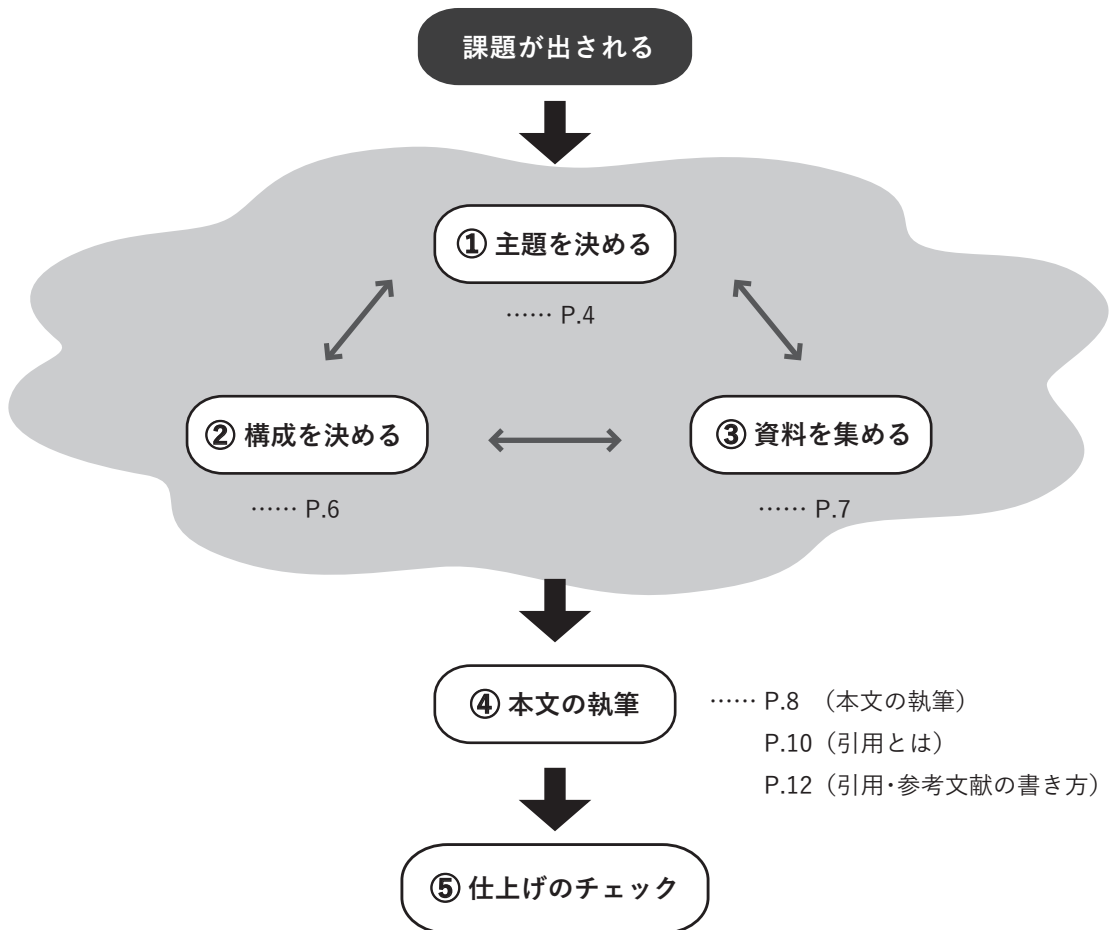 課題が出される
① 主題を決める
…… P.4
② 構成を決める
③ 資料を集める
…… P.6
…… P.7
④ 本文の執筆
…… P.8 （本文の執筆）
P.10（引用とは）
P.12（引用・参考文献の書き方）
⑤ 仕上げのチェック